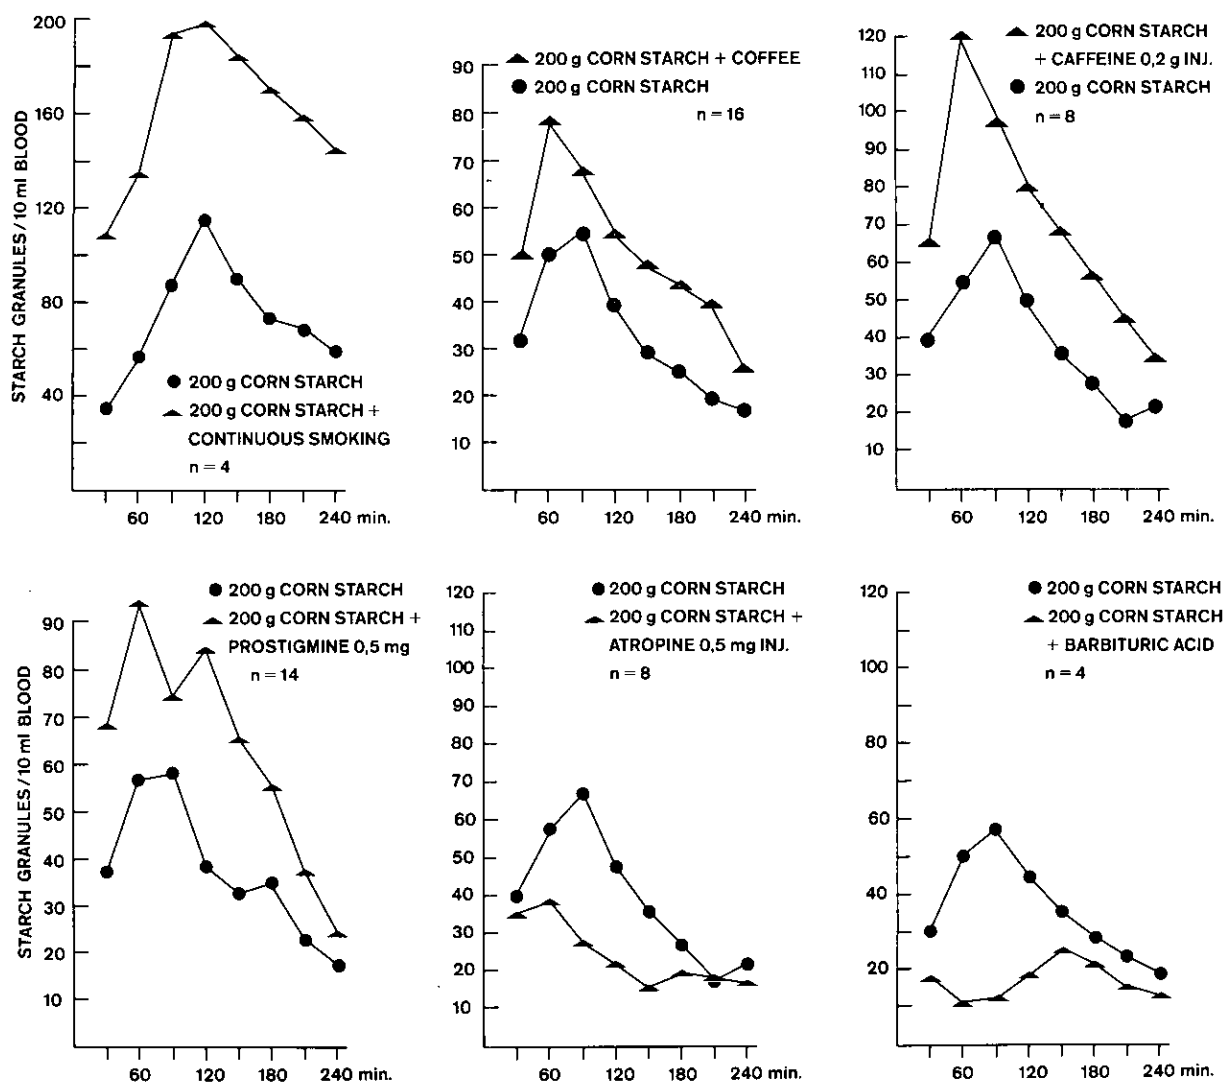 STARCH GRANULES / 10 ml BLOOD
200
160
120
80
40
● 200 g CORN STARCH
▲ 200 g CORN STARCH +
CONTINUOUS SMOKING
n = 4
60 120 180 240 min.
▲ 200 g CORN STARCH + COFFEE
● 200 g CORN STARCH
n = 16
90
80
70
60
50
40
30
20
10
60 120 180 240 min.
▲ 200 g CORN STARCH
+ CAFFEINE 0,2 g INJ.
● 200 g CORN STARCH
n = 8
120
110
100
90
80
70
60
50
40
30
20
10
60 120 180 240 min.
STARCH GRANULES / 10 ml BLOOD
● 200 g CORN STARCH
▲ 200 g CORN STARCH +
PROSTIGMINE 0,5 mg
n = 14
90
80
70
60
50
40
30
20
10
60 120 180 240 min.
● 200 g CORN STARCH
▲ 200 g CORN STARCH +
ATROPINE 0,5 mg INJ.
n = 8
120
110
100
90
80
70
60
50
40
30
20
10
60 120 180 240 min.
● 200 g CORN STARCH
▲ 200 g CORN STARCH
+ BARBITURIC ACID
n = 4
120
100
80
60
40
20
60 120 180 240 min.